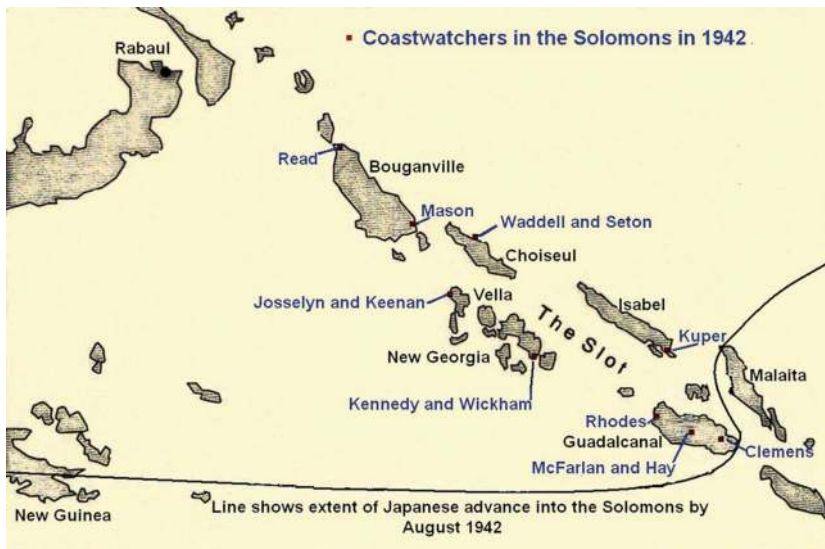 Rabaul
Coastwatchers in the Solomons in 1942
Read
Bouganville
Mason
Waddell and Seton
Choiseul
Josselyn and Keenan
Vella
The Slot
Isabel
Kuper
New Georgia
Malaita
Kennedy and Wickham
Rhodes
Guadalcanal
Clemens
McFarlan and Hay
New Guinea
Line shows extent of Japanese advance into the Solomons by
August 1942